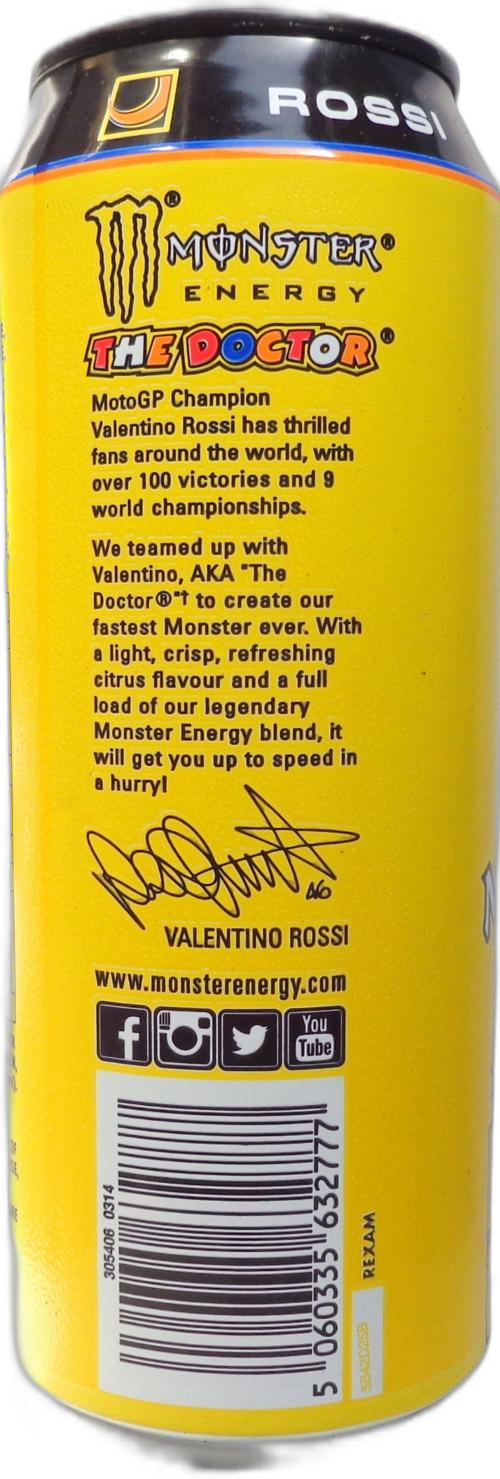 ROSSI
MONSTER®
ENERGY
THE DOCTOR®
MotoGP Champion
Valentino Rossi has thrilled
fans around the world, with
over 100 victories and 9
world championships.
We teamed up with
Valentino, AKA "The
Doctor®"† to create our
fastest Monster ever. With
a light, crisp, refreshing
citrus flavour and a full
load of our legendary
Monster Energy blend, it
will get you up to speed in
a hurry!
VALENTINO ROSSI
www.monsterenergy.com
You
Tube
305406 0314
5 060335 632777
REXAM
5B42D25B